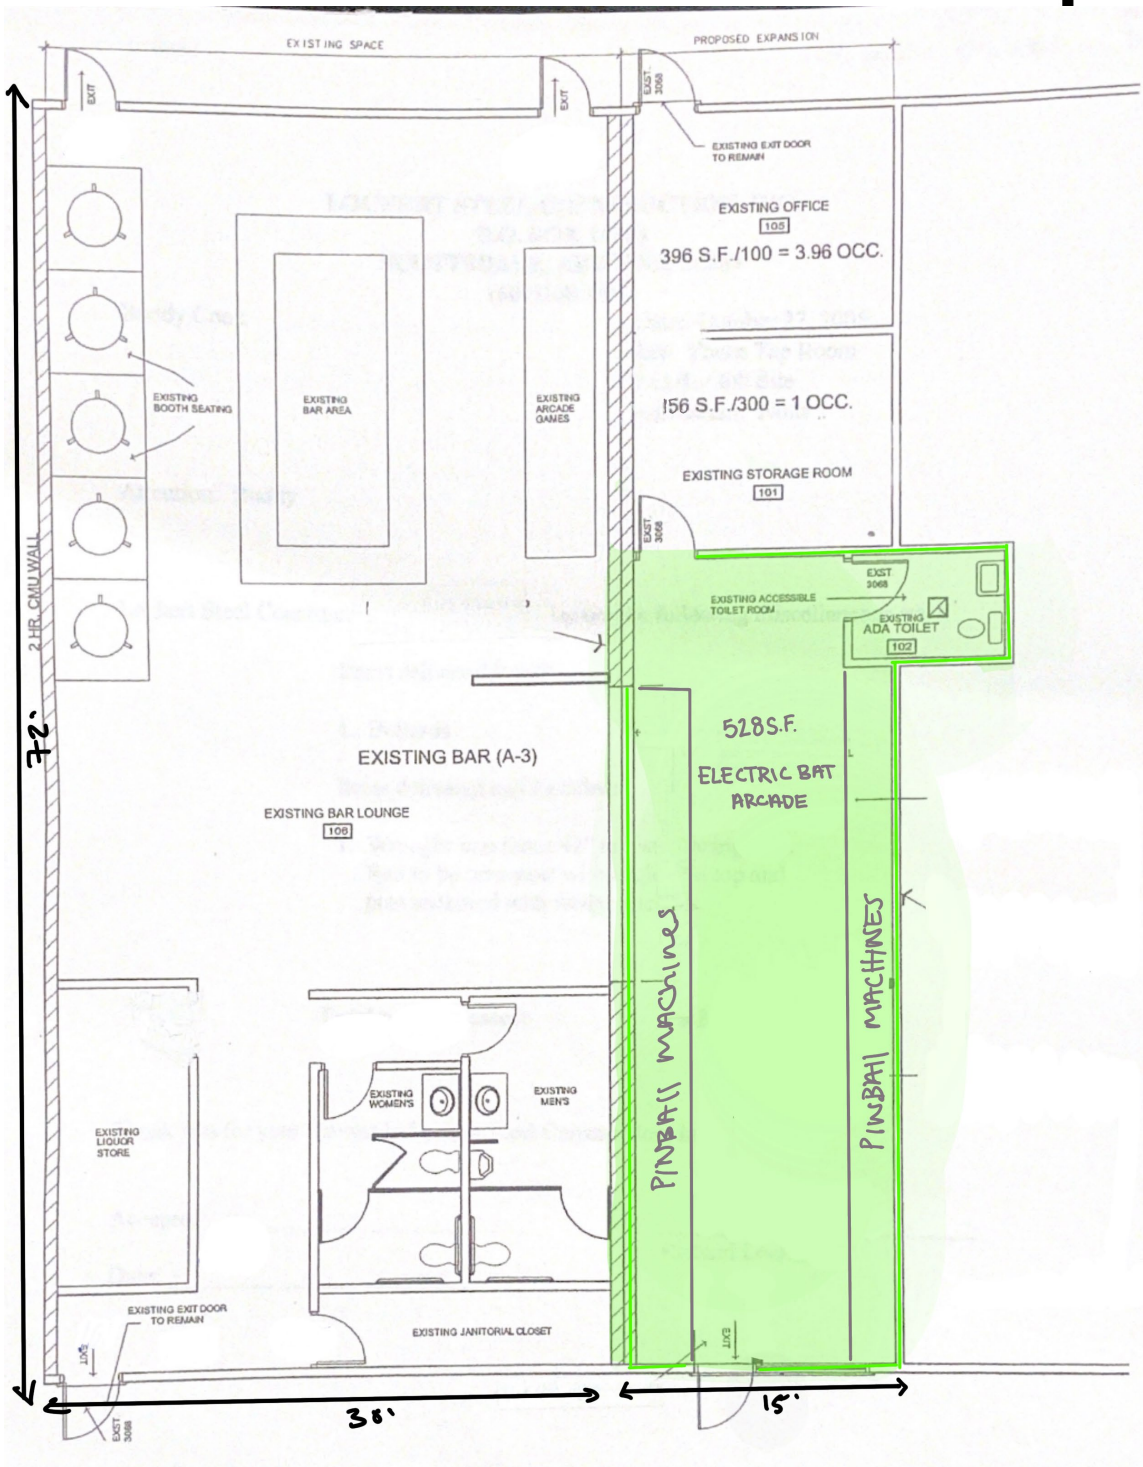 EXISTING SPACE
PROPOSED EXPANSION
EXIT
EXIT
EXIST.
3068
EXISTING EXIT DOOR
TO REMAIN
EXISTING OFFICE
105
396 S.F./100 = 3.96 OCC.
EXISTING
BOOTH SEATING
EXISTING
BAR AREA
EXISTING
ARCADE
GAMES
156 S.F./300 = 1 OCC.
EXISTING STORAGE ROOM
101
EXST.
3068
2 HR. CMU WALL
72'
EXST.
3068
EXISTING ACCESSIBLE
TOILET ROOM
EXISTING
ADA TOILET
102
528 S.F.
ELECTRIC BAT
ARCADE
EXISTING BAR (A-3)
EXISTING BAR LOUNGE
106
PINBALL MACHINES
PINBALL MACHINES
EXISTING
WOMEN'S
EXISTING
MEN'S
EXISTING
LIQUOR
STORE
EXISTING EXIT DOOR
TO REMAIN
EXISTING JANITORIAL CLOSET
EXIT
EXIT
15'
EXST.
3068